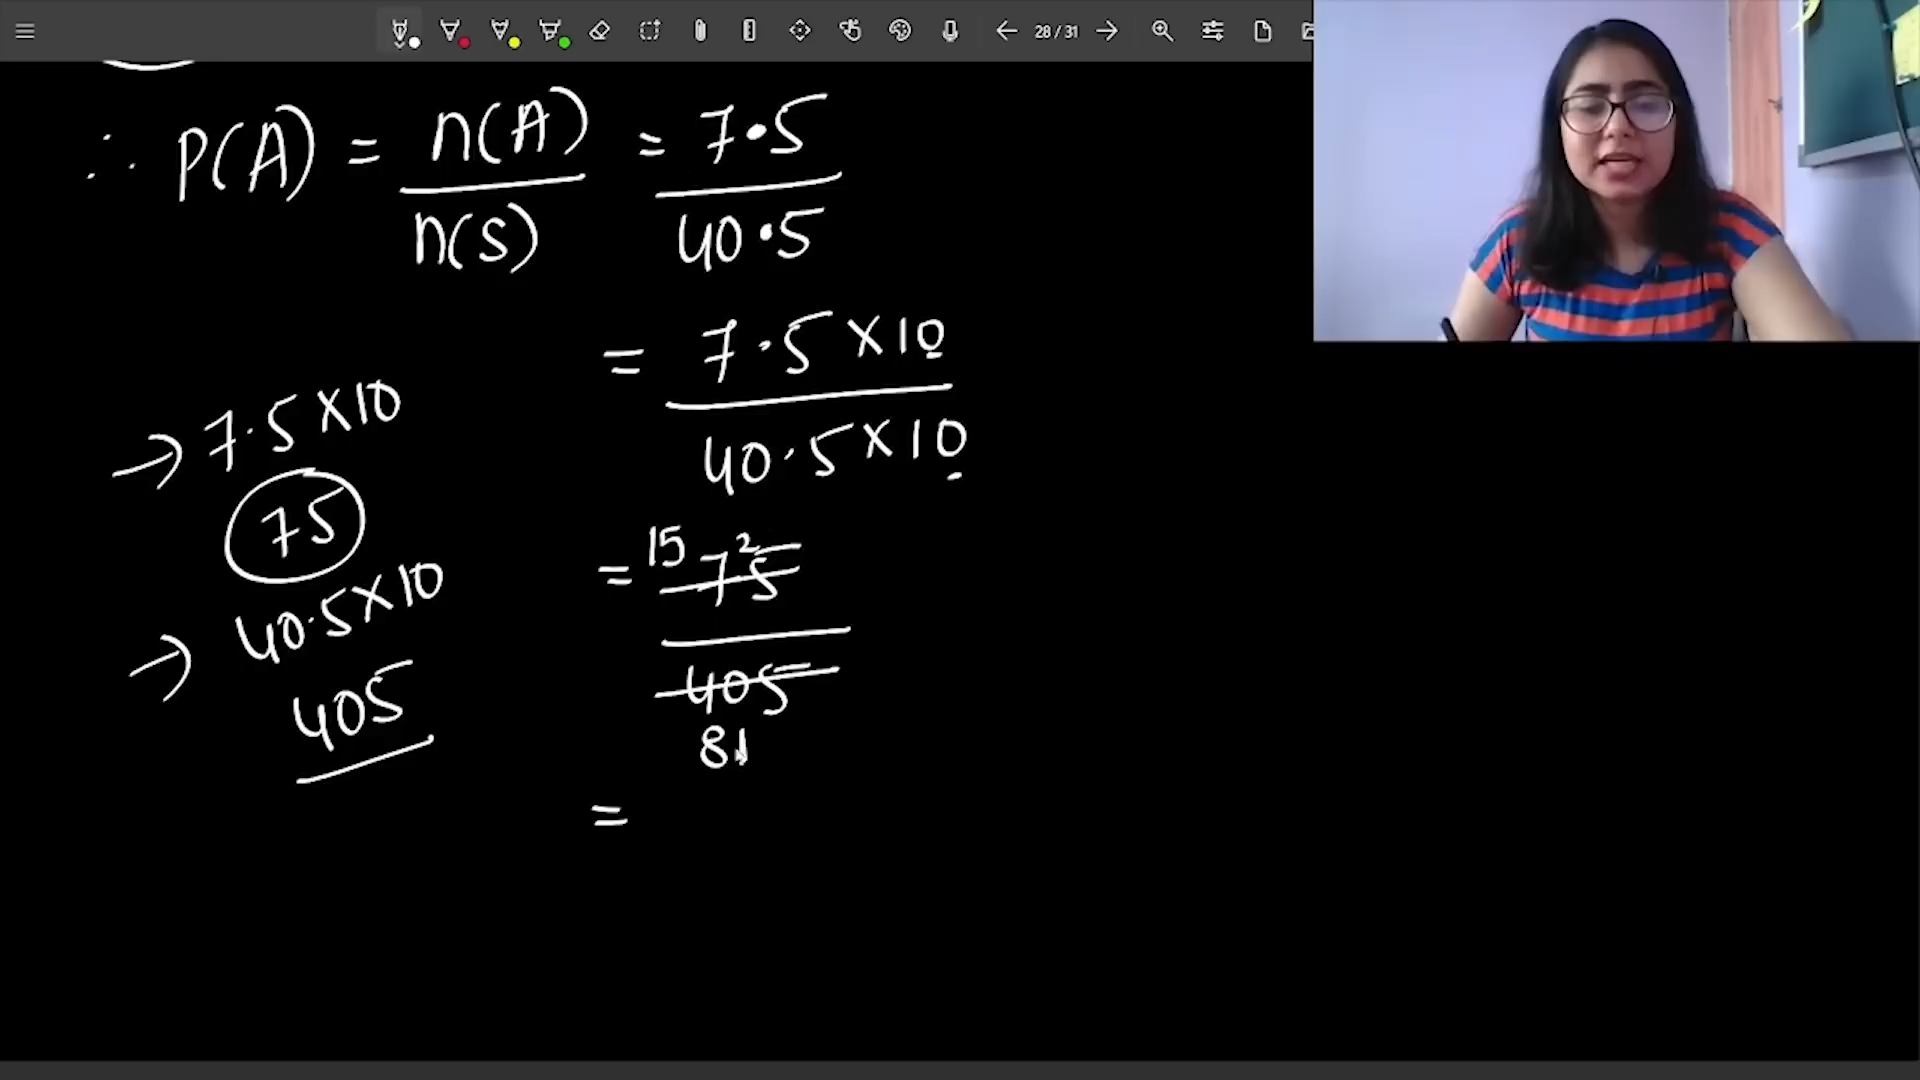 28 / 31
∴ P(A) = n(A) / n(S) = 7.5 / 40.5
= 7.5 X 10 / 40.5 X 10
→ 7.5 X 10
75
→ 40.5 X 10
405
= 15 7²5 / 405
81
=